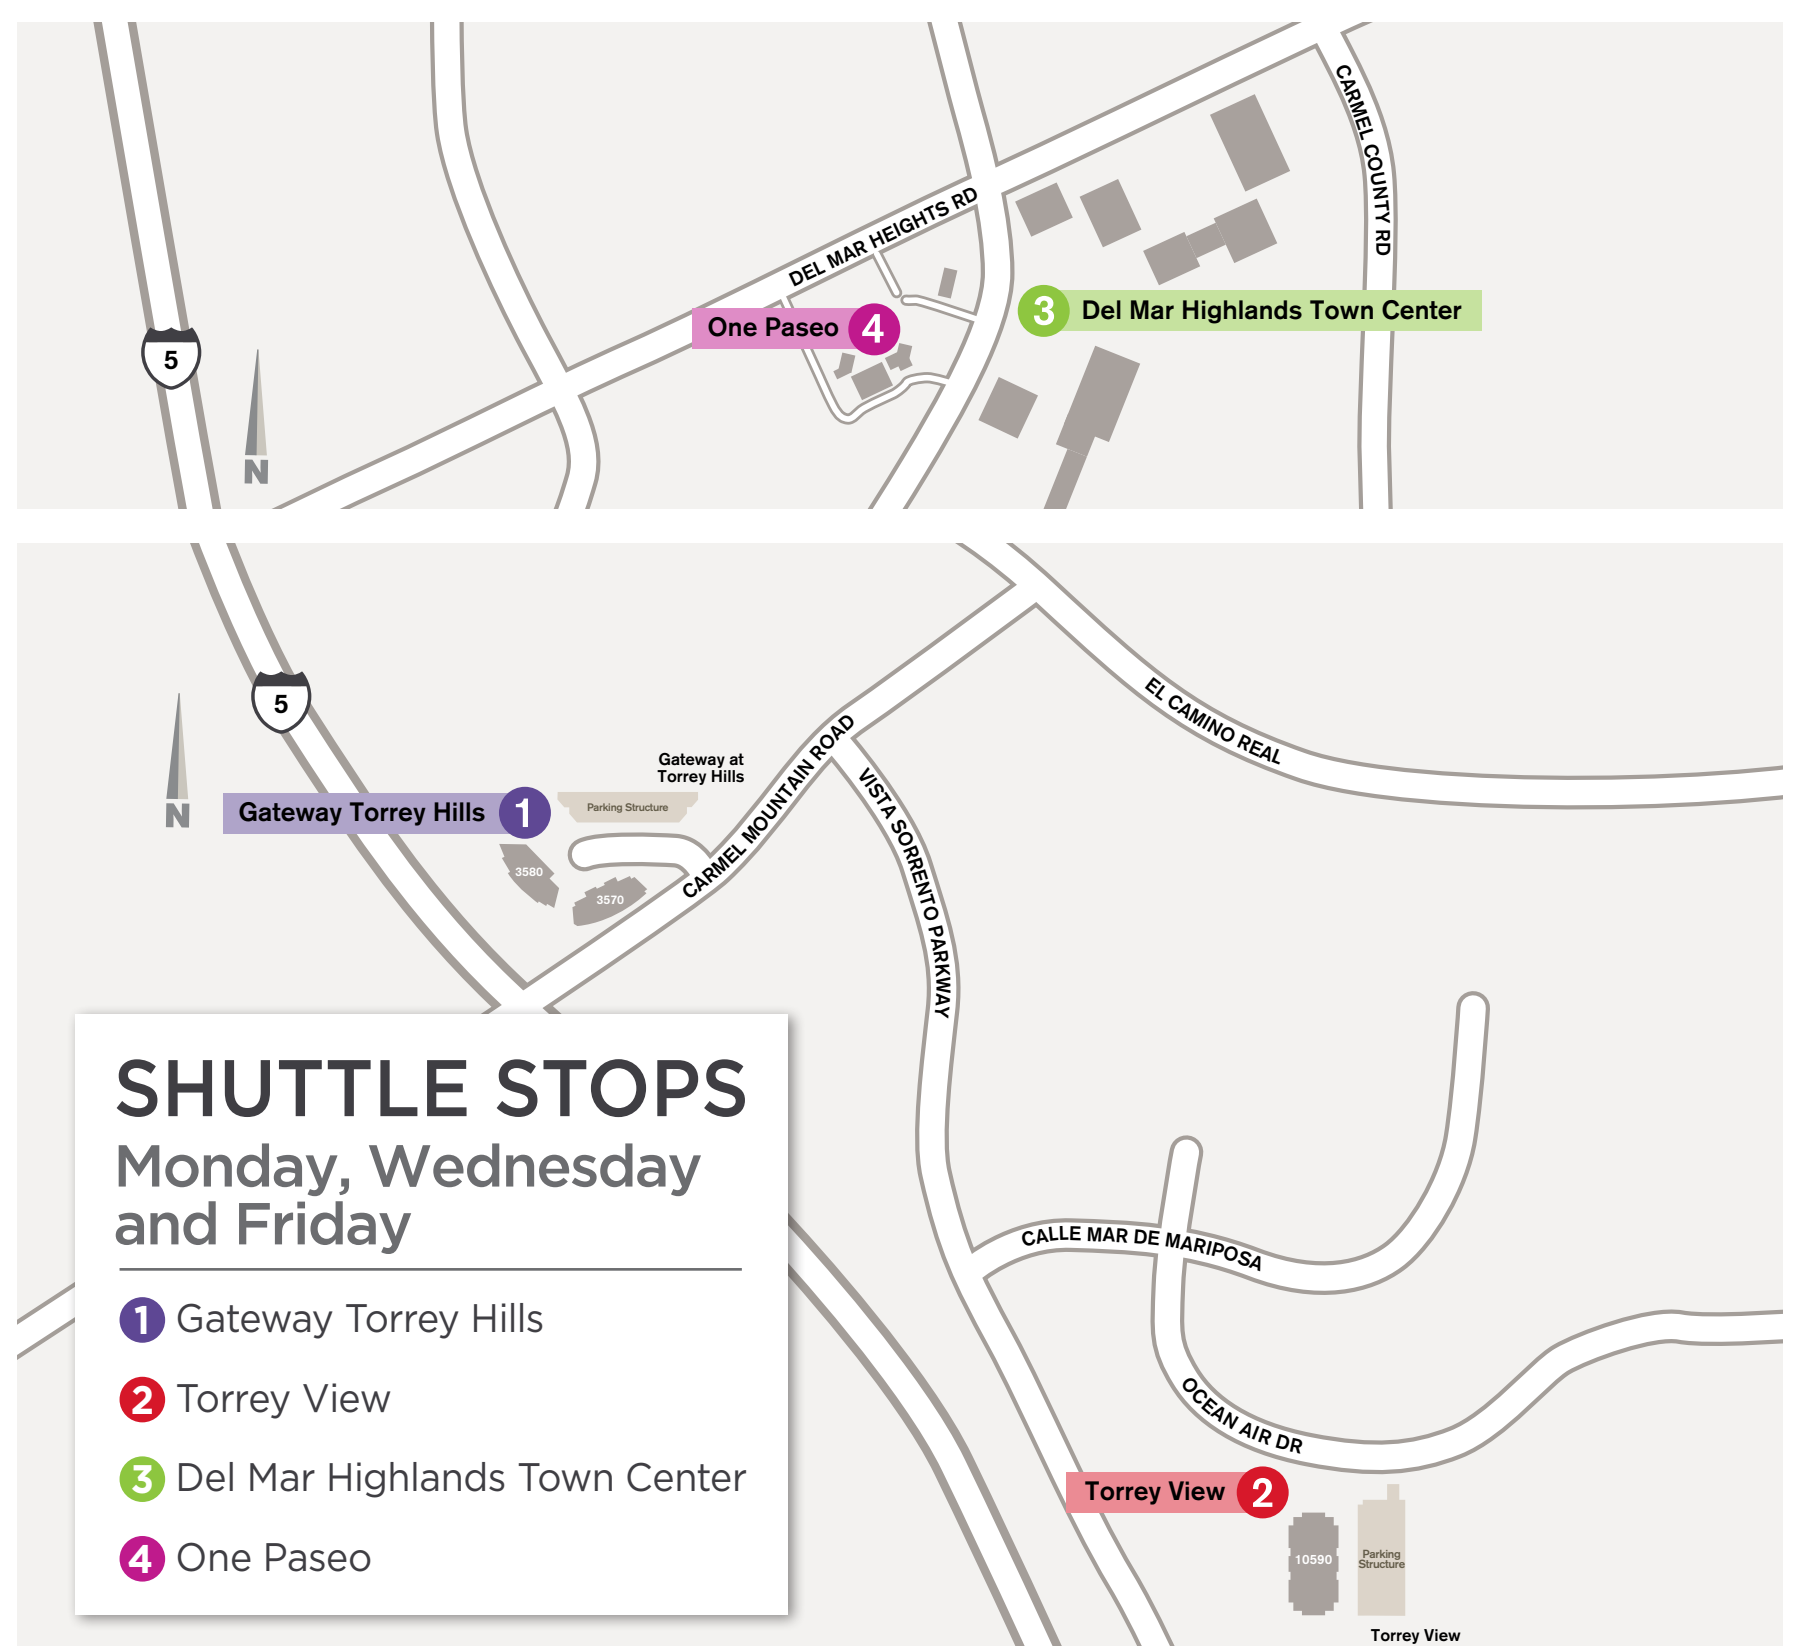 CARMEL COUNTY RD
DEL MAR HEIGHTS RD
One Paseo 4
3 Del Mar Highlands Town Center
5
N
EL CAMINO REAL
5
Gateway at
Torrey Hills
CARMEL MOUNTAIN ROAD
VISTA SORRENTO PARKWAY
N
Gateway Torrey Hills 1
Parking Structure
3580
3570
SHUTTLE STOPS
Monday, Wednesday
and Friday
1 Gateway Torrey Hills
2 Torrey View
3 Del Mar Highlands Town Center
4 One Paseo
CALLE MAR DE MARIPOSA
OCEAN AIR DR
Torrey View 2
10590
Parking
Structure
Torrey View